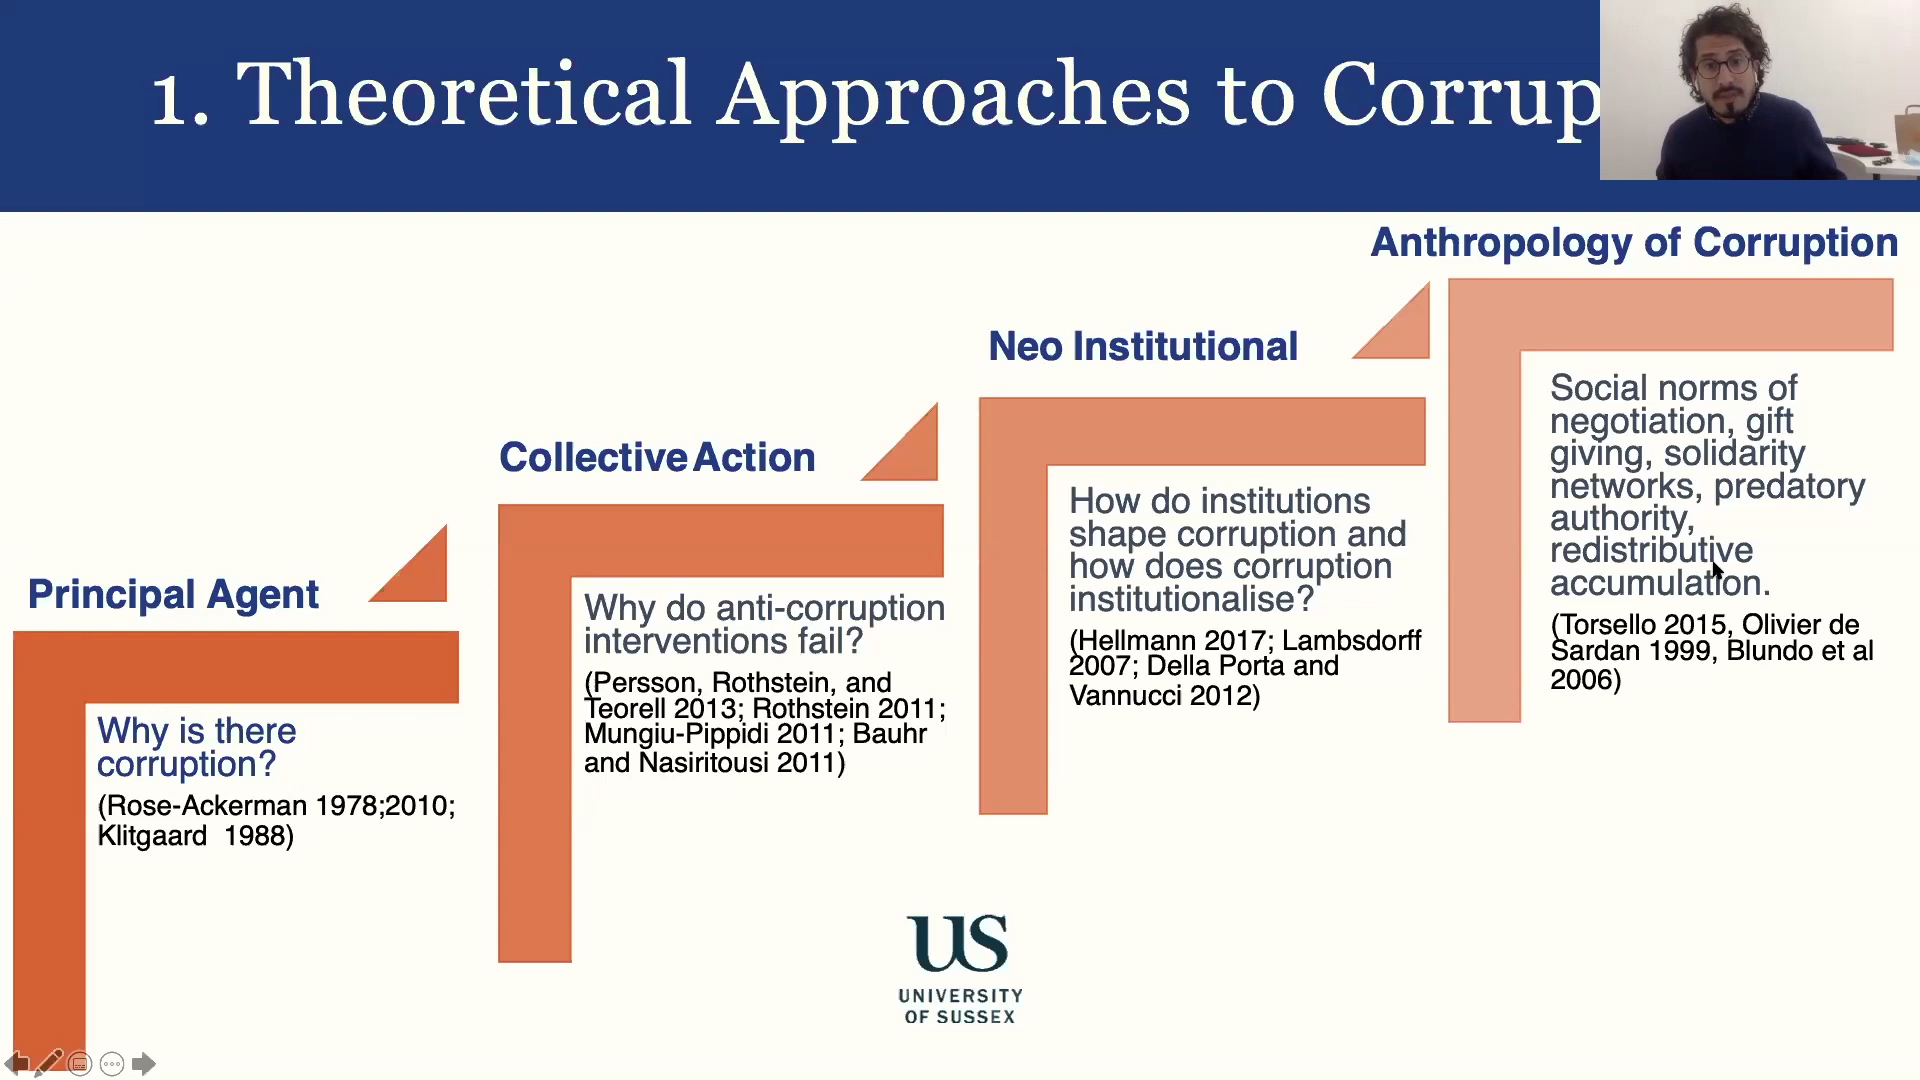 1. Theoretical Approaches to Corrup
Anthropology of Corruption
Neo Institutional
Collective Action
Principal Agent
Why is there
corruption?
(Rose-Ackerman 1978;2010;
Klitgaard 1988)
Why do anti-corruption
interventions fail?
(Persson, Rothstein, and
Teorell 2013; Rothstein 2011;
Mungiu-Pippidi 2011; Bauhr
and Nasiritousi 2011)
How do institutions
shape corruption and
how does corruption
institutionalise?
(Hellmann 2017; Lambsdorff
2007; Della Porta and
Vannucci 2012)
Social norms of
negotiation, gift
giving, solidarity
networks, predatory
authority,
redistributive
accumulation.
(Torsello 2015, Olivier de
Sardan 1999, Blundo et al
2006)
US
UNIVERSITY
OF SUSSEX